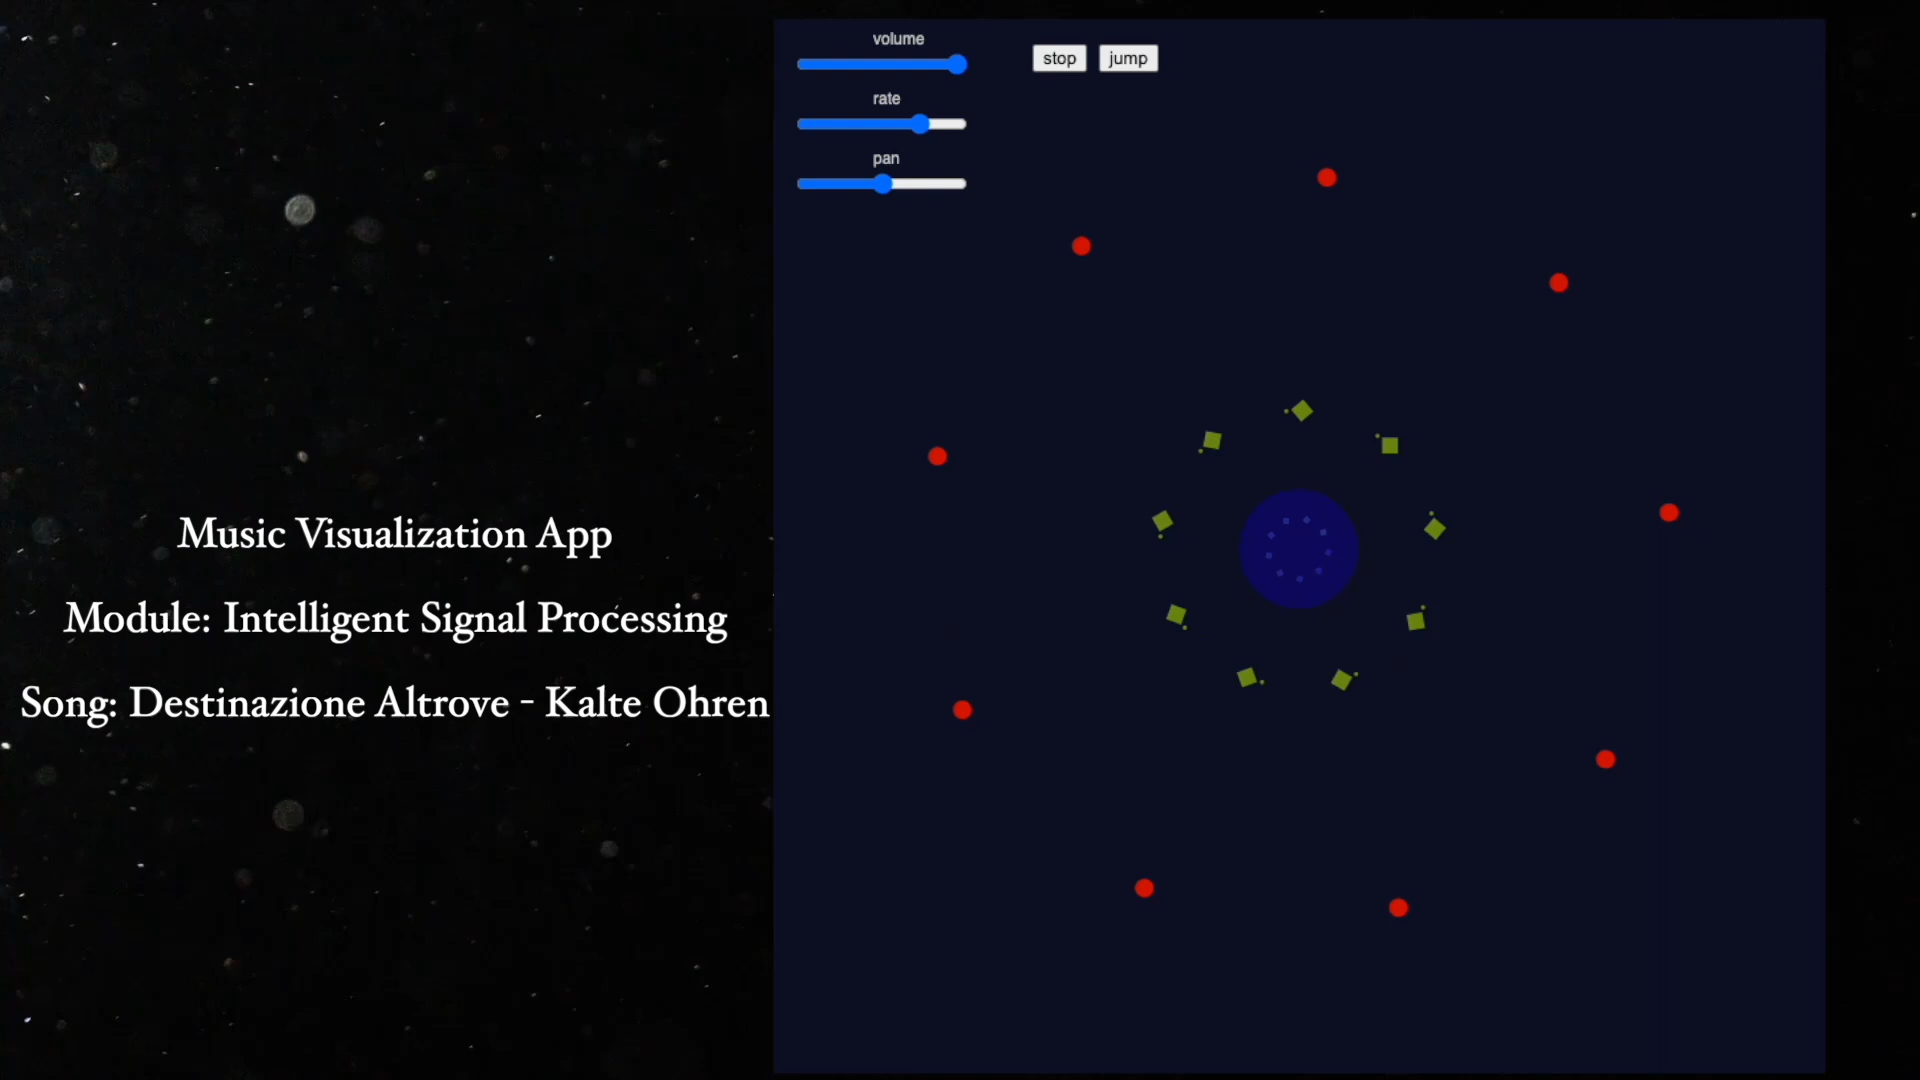 volume
stop jump
rate
pan
Music Visualization App
Module: Intelligent Signal Processing
Song: Destinazione Altrove - Kalte Ohren